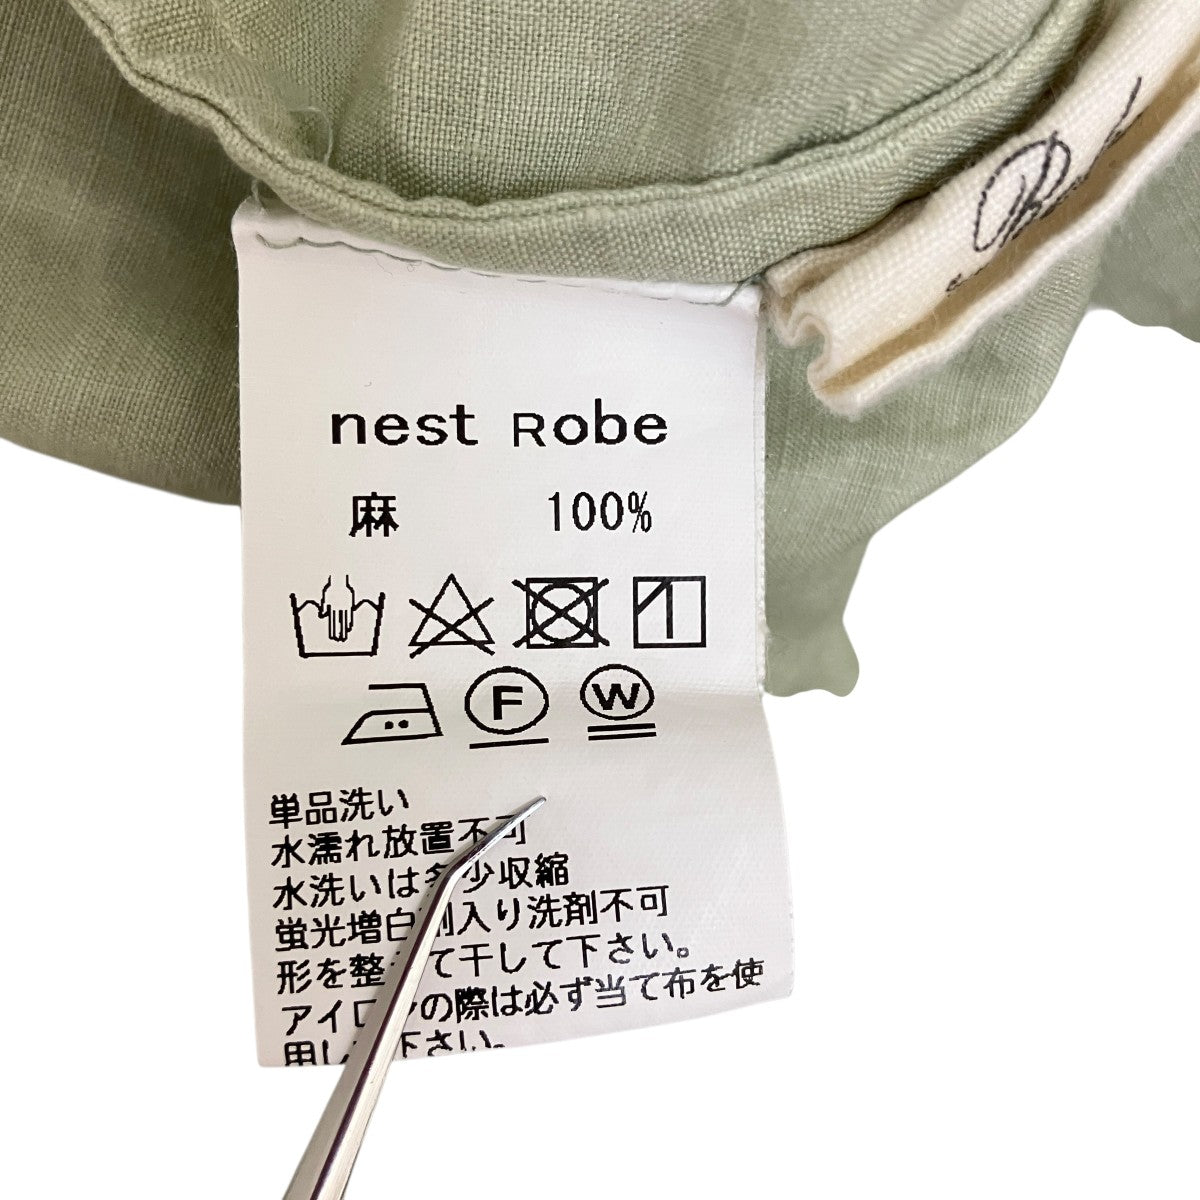 nest Robe
麻 100%
F W
単品洗い
水濡れ放置不可
水洗いは多少収縮
蛍光増白剤入り洗剤不可
形を整えて干して下さい。
アイロンの際は必ず当て布を使
用して下さい。